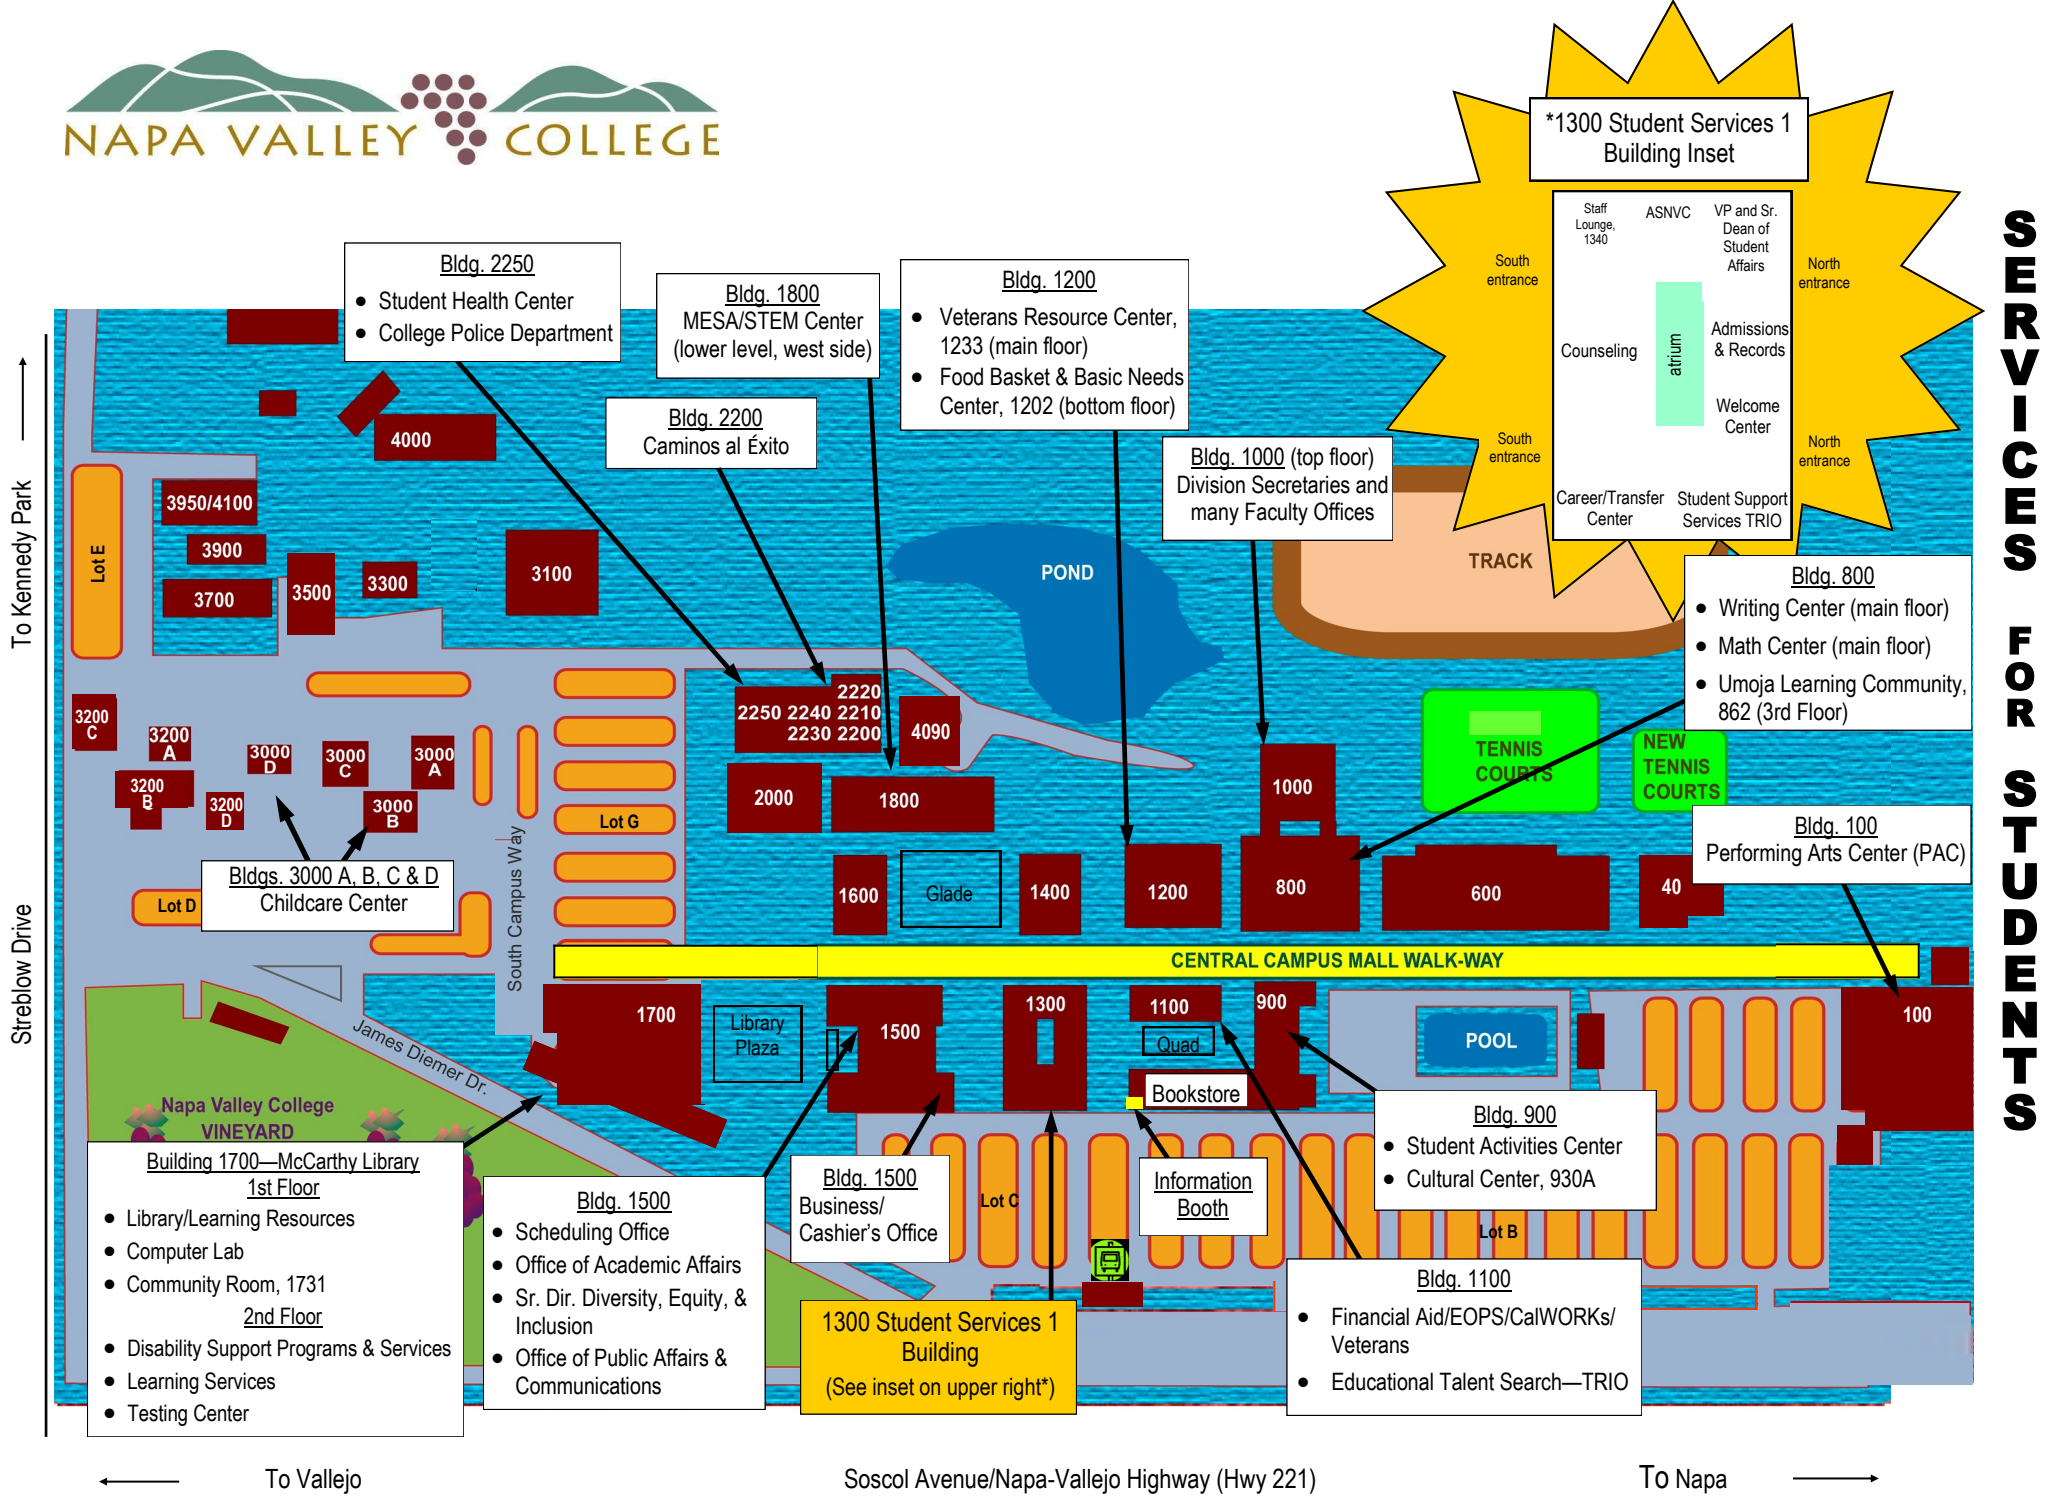 NAPA VALLEY COLLEGE
*1300 Student Services 1
Building Inset
Staff
Lounge,
1340
ASNVC
VP and Sr.
Dean of
Student
Affairs
South
entrance
North
entrance
Counseling
atrium
Admissions
& Records
Welcome
Center
South
entrance
North
entrance
Career/Transfer
Center
Student Support
Services TRIO
SERVICES FOR STUDENTS
Bldg. 2250
• Student Health Center
• College Police Department
Bldg. 1800
MESA/STEM Center
(lower level, west side)
Bldg. 1200
• Veterans Resource Center,
1233 (main floor)
• Food Basket & Basic Needs
Center, 1202 (bottom floor)
Bldg. 2200
Caminos al Éxito
Bldg. 1000 (top floor)
Division Secretaries and
many Faculty Offices
Bldg. 800
• Writing Center (main floor)
• Math Center (main floor)
• Umoja Learning Community,
862 (3rd Floor)
To Kennedy Park
Streblow Drive
4000
3950/4100
3900
3700
3500
3300
3100
Lot E
POND
TRACK
3200
C
3200
A
3200
B
3200
D
3000
D
3000
C
3000
A
3000
B
2220
2250 2240 2210
2230 2200
4090
2000
1800
Lot G
1000
TENNIS
COURTS
NEW
TENNIS
COURTS
Bldg. 100
Performing Arts Center (PAC)
Bldgs. 3000 A, B, C & D
Childcare Center
Lot D
South Campus Way
1600
Glade
1400
1200
800
600
40
CENTRAL CAMPUS MALL WALK-WAY
James Diemer Dr.
1700
Library
Plaza
1500
1300
1100
Quad
900
POOL
100
Bookstore
Napa Valley College
VINEYARD
Building 1700—McCarthy Library
1st Floor
• Library/Learning Resources
• Computer Lab
• Community Room, 1731
2nd Floor
• Disability Support Programs & Services
• Learning Services
• Testing Center
Bldg. 1500
• Scheduling Office
• Office of Academic Affairs
• Sr. Dir. Diversity, Equity, &
Inclusion
• Office of Public Affairs &
Communications
Bldg. 1500
Business/
Cashier's Office
Lot C
Information
Booth
Bldg. 900
• Student Activities Center
• Cultural Center, 930A
Lot B
1300 Student Services 1
Building
(See inset on upper right*)
Bldg. 1100
• Financial Aid/EOPS/CalWORKs/
Veterans
• Educational Talent Search—TRIO
To Vallejo
Soscol Avenue/Napa-Vallejo Highway (Hwy 221)
To Napa